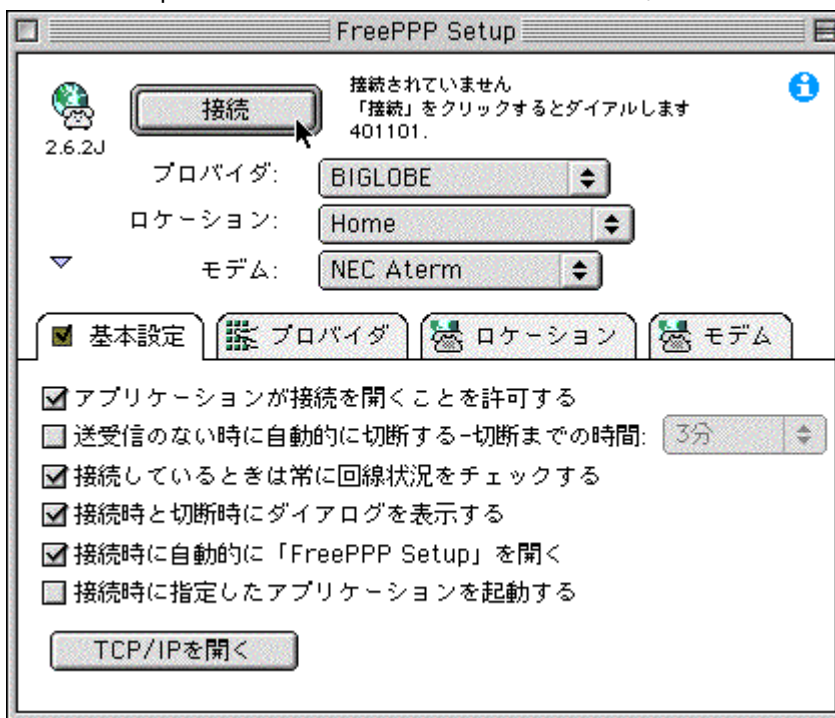 FreePPP Setup
接続
接続されていません
「接続」をクリックするとダイアルします
401101.
2.6.2J
プロバイダ: BIGLOBE
ロケーション: Home
モデム: NEC Aterm
基本設定 プロバイダ ロケーション モデム
アプリケーションが接続を開くことを許可する
送受信のない時に自動的に切断する-切断までの時間: 3分
接続しているときは常に回線状況をチェックする
接続時と切断時にダイアログを表示する
接続時に自動的に「FreePPP Setup」を開く
接続時に指定したアプリケーションを起動する
TCP/IPを開く